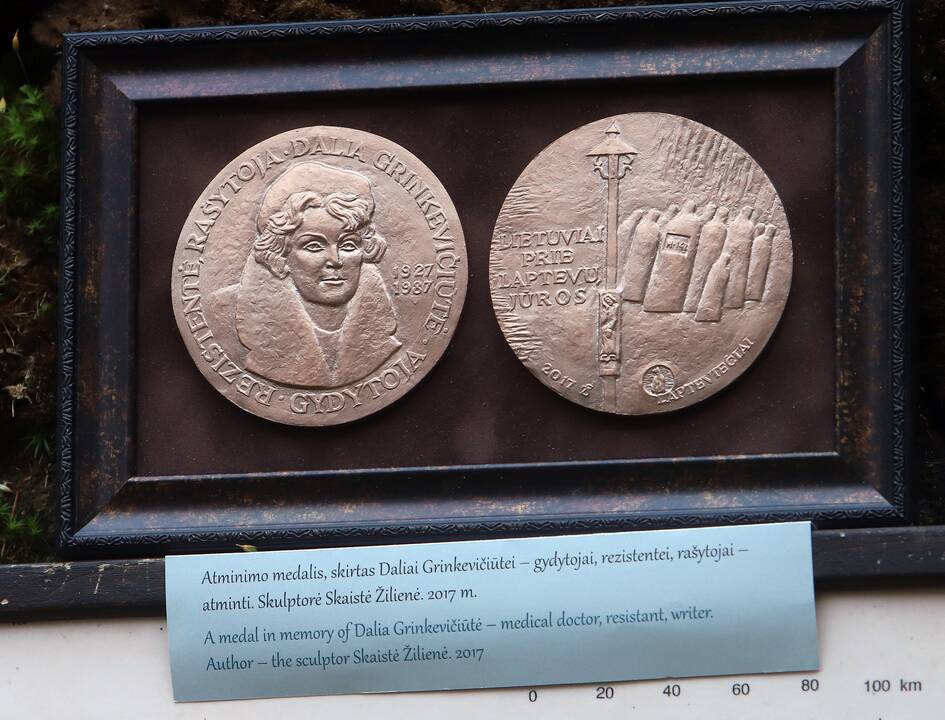 REZISTENTĖ, RAŠYTOJA · DALIA GRINKEVIČIŪTĖ · GYDYTOJA ·
1927
1987
LIETUVIAI
PRIE
LAPTEVŲ
JŪROS
2017
LAPTEVIEČIAI
Atminimo medalis, skirtas Daliai Grinkevičiūtei – gydytojai, rezistentei, rašytojai –
atminti. Skulptorė Skaistė Žilienė. 2017 m.
A medal in memory of Dalia Grinkevičiūtė – medical doctor, resistant, writer.
Author – the sculptor Skaistė Žilienė. 2017
0 20 40 60 80 100 km